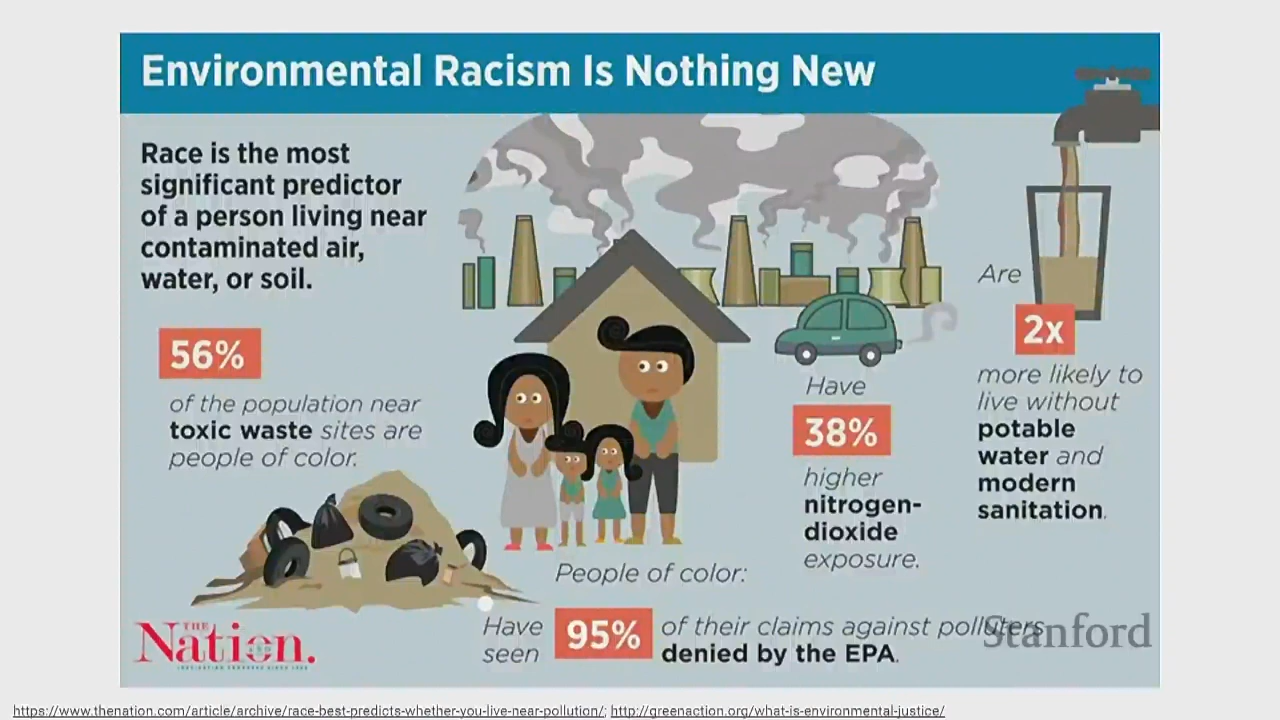 Environmental Racism Is Nothing New
Race is the most
significant predictor
of a person living near
contaminated air,
water, or soil.
56%
of the population near
toxic waste sites are
people of color.
People of color:
Have
38%
higher
nitrogen-
dioxide
exposure.
Are
2x
more likely to
live without
potable
water and
modern
sanitation.
Have seen 95% of their claims against polluters
denied by the EPA.
THE
Nation.
Stanford
https://www.thenation.com/article/archive/race-best-predicts-whether-you-live-near-pollution/; http://greenaction.org/what-is-environmental-justice/